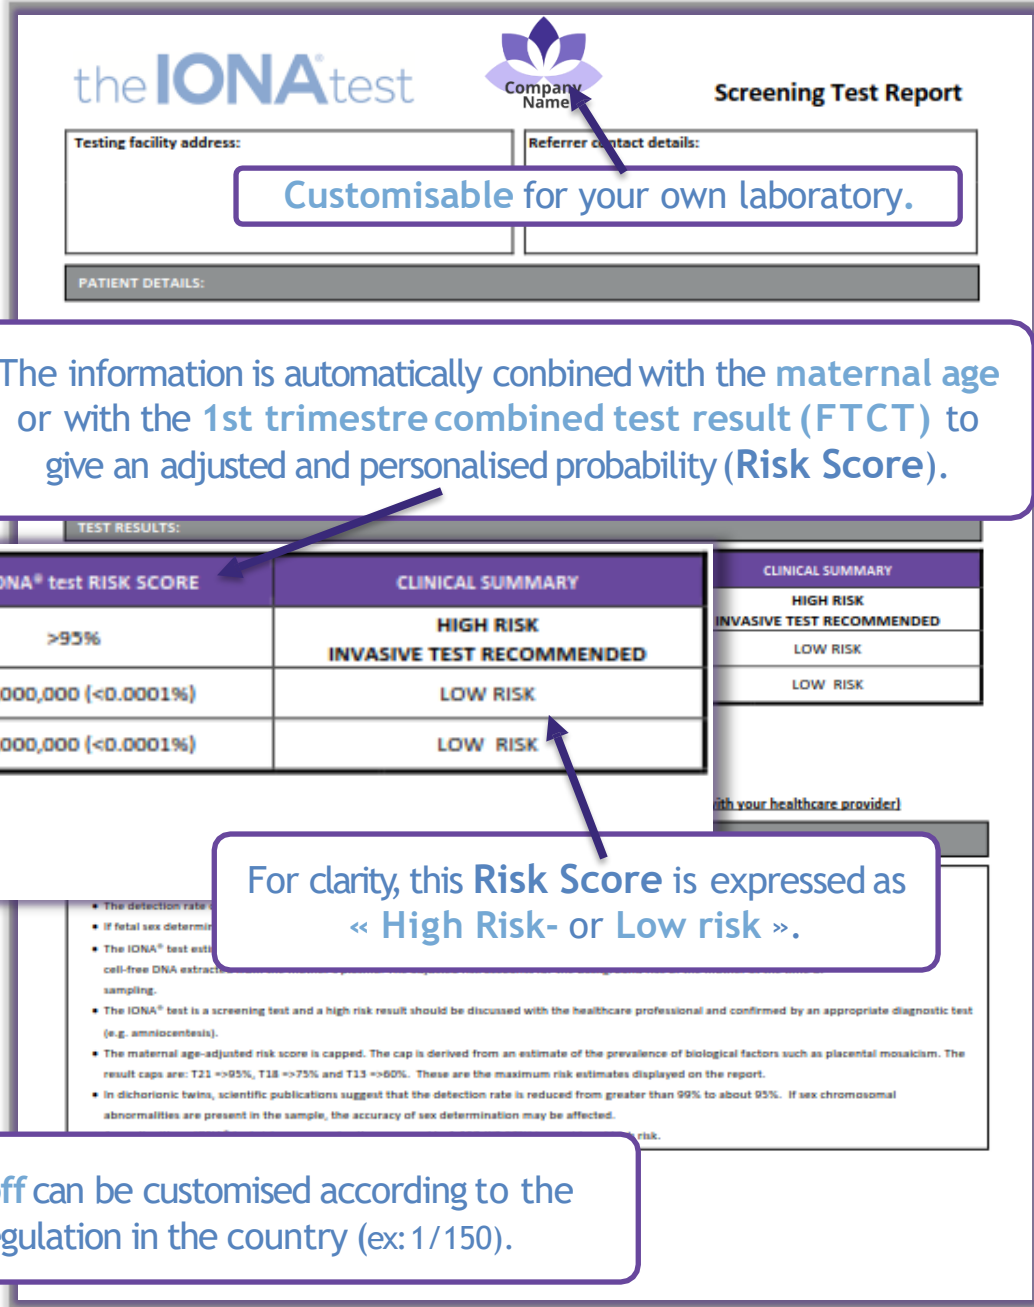 the IONA® test
Company
Name
Screening Test Report
Testing facility address:
Referrer contact details:
Customisable for your own laboratory.
PATIENT DETAILS:
The information is automatically conbined with the maternal age
or with the 1st trimestre combined test result (FTCT) to
give an adjusted and personalised probability (Risk Score).
TEST RESULTS:
ONA® test RISK SCORE
CLINICAL SUMMARY
>95%
HIGH RISK
INVASIVE TEST RECOMMENDED
000,000 (<0.0001%)
LOW RISK
000,000 (<0.0001%)
LOW RISK
CLINICAL SUMMARY
HIGH RISK
INVASIVE TEST RECOMMENDED
LOW RISK
LOW RISK
with your healthcare provider)
For clarity, this Risk Score is expressed as
« High Risk- or Low risk ».
• The detection rate
• If fetal sex determin
• The IONA® test esti
cell-free DNA extract
sampling.
• The IONA® test is a screening test and a high risk result should be discussed with the healthcare professional and confirmed by an appropriate diagnostic test
(e.g. amniocentesis).
• The maternal age-adjusted risk score is capped. The cap is derived from an estimate of the prevalence of biological factors such as placental mosaicism. The
result caps are: T21 =>95%, T18 =>75% and T13 =>60%. These are the maximum risk estimates displayed on the report.
• In dichorionic twins, scientific publications suggest that the detection rate is reduced from greater than 99% to about 95%. If sex chromosomal
abnormalities are present in the sample, the accuracy of sex determination may be affected.
risk.
off can be customised according to the
egulation in the country (ex: 1/150).